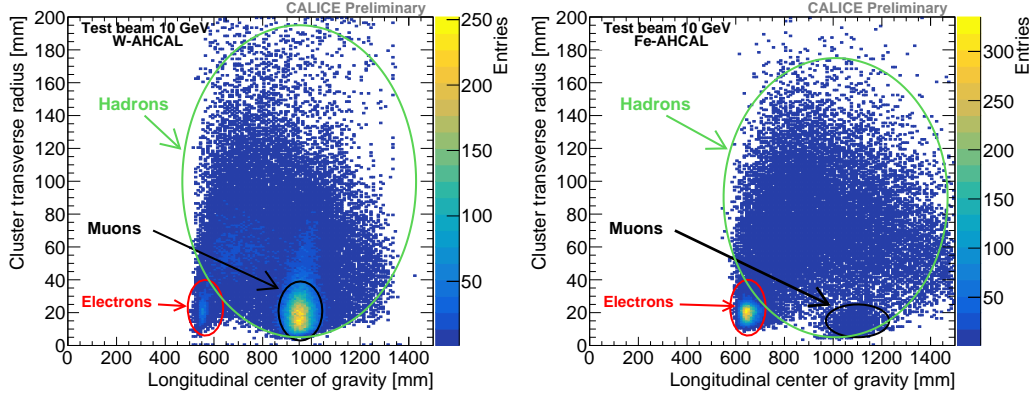 CALICE Preliminary
Test beam 10 GeV
W-AHCAL
Hadrons
Muons
Electrons
Cluster transverse radius [mm]
200
180
160
140
120
100
80
60
40
20
0
0 200 400 600 800 1000 1200 1400
Longitudinal center of gravity [mm]
250
200
150
100
50
Entries
CALICE Preliminary
Test beam 10 GeV
Fe-AHCAL
Hadrons
Muons
Electrons
Cluster transverse radius [mm]
200
180
160
140
120
100
80
60
40
20
0
0 200 400 600 800 1000 1200 1400
Longitudinal center of gravity [mm]
300
250
200
150
100
50
Entries